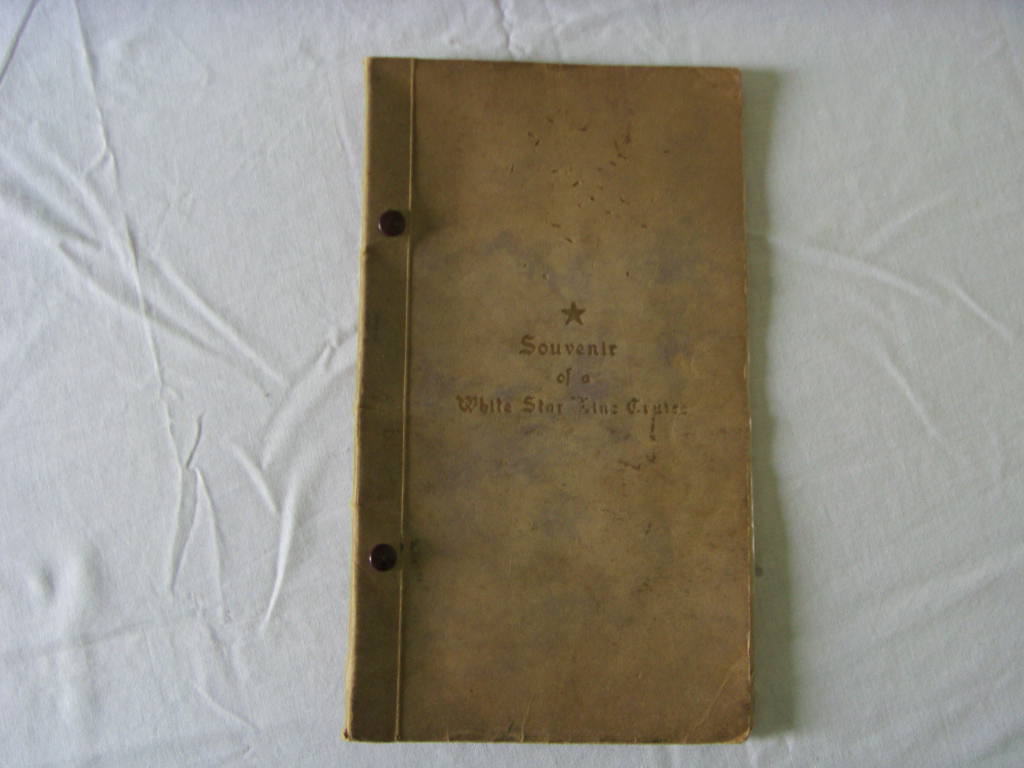 Souvenir
of a
White Star Line Cruise